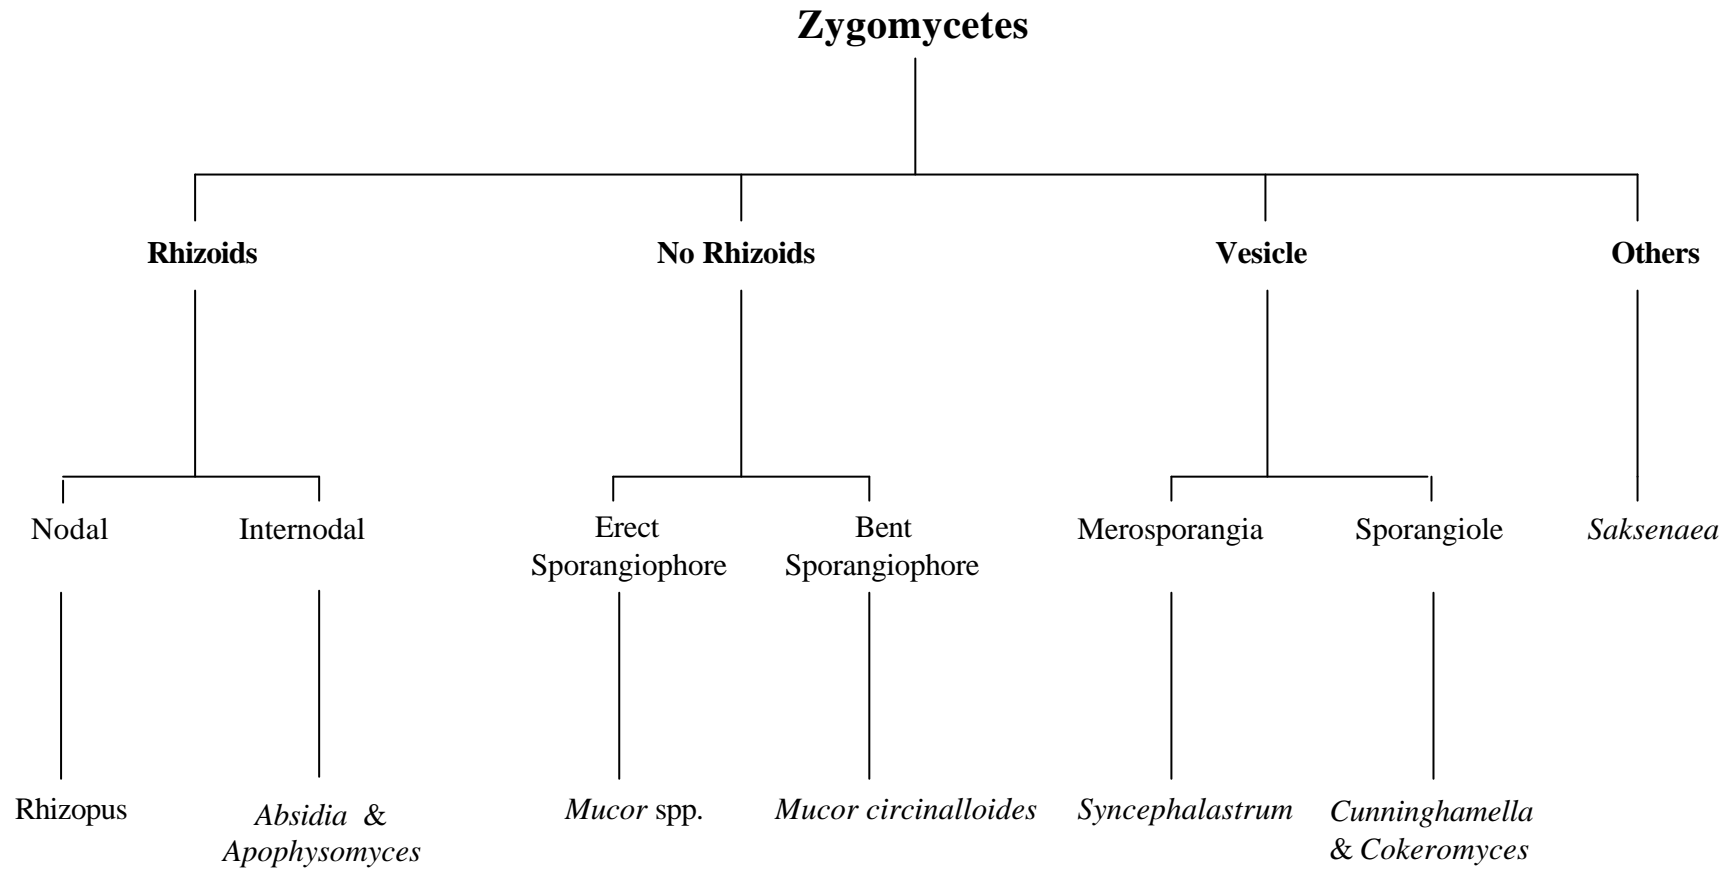 Zygomycetes
Rhizoids
No Rhizoids
Vesicle
Others
Nodal
Internodal
Erect
Sporangiophore
Bent
Sporangiophore
Merosporangia
Sporangiole
Saksenaea
Rhizopus
Absidia &
Apophysomyces
Mucor spp.
Mucor circinalloides
Syncephalastrum
Cunninghamella
& Cokeromyces